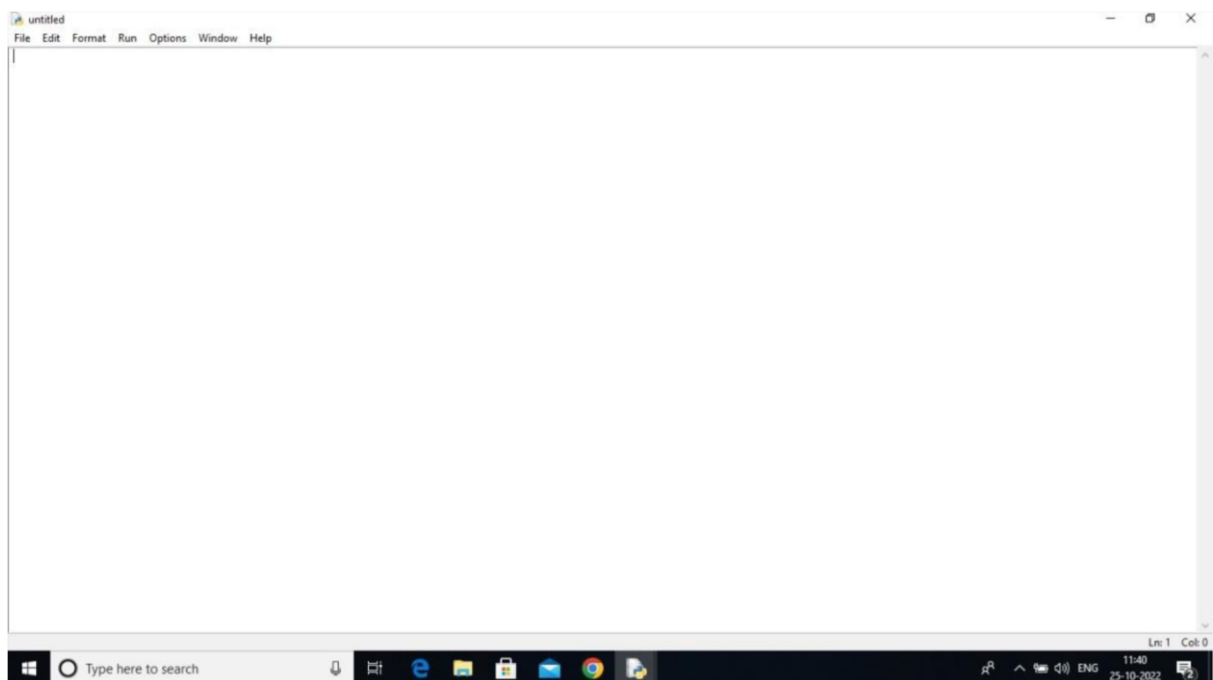 untitled
File Edit Format Run Options Window Help
Ln: 1 Col: 0
Type here to search
ENG
11:40
25-10-2022
2